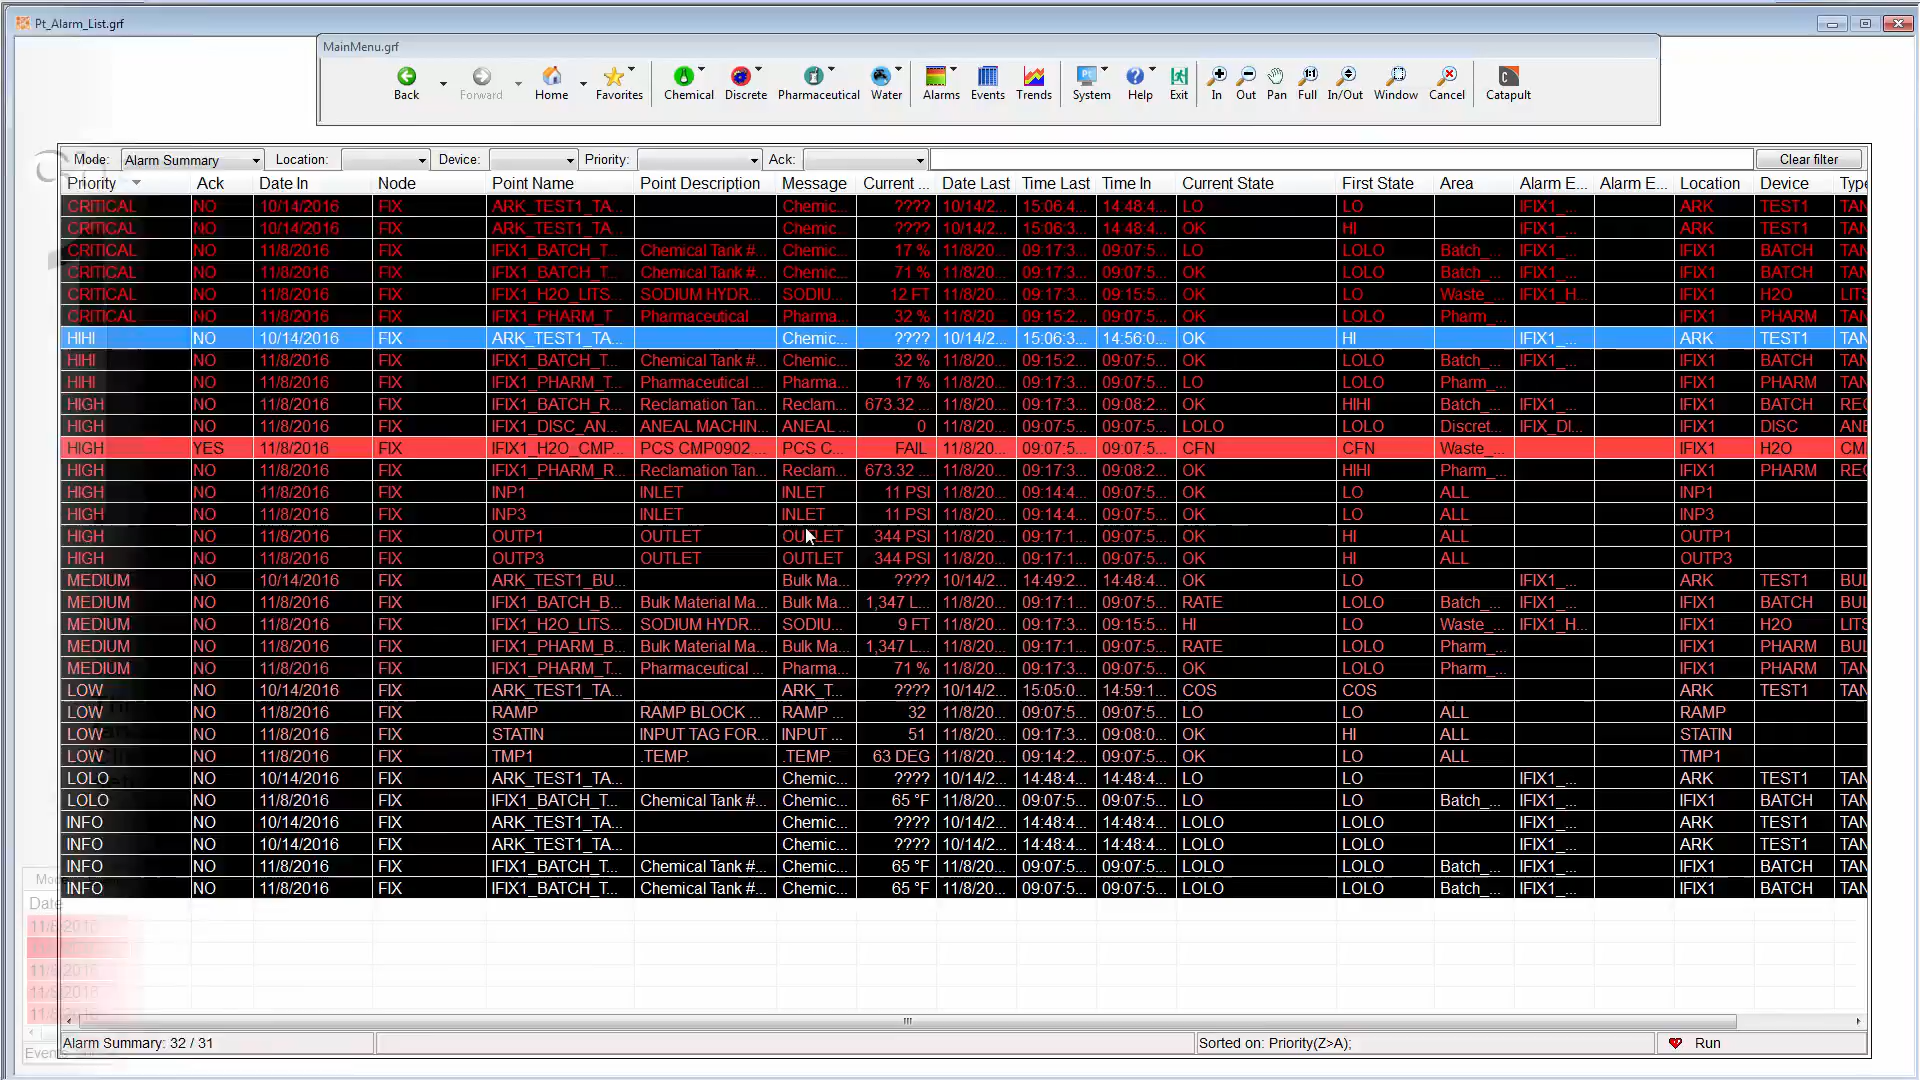 Pt_Alarm_List.grf
MainMenu.grf
Back Forward Home Favorites Chemical Discrete Pharmaceutical Water Alarms Events Trends System Help Exit In Out Pan Full In/Out Window Cancel Catapult
Mode: Alarm Summary Location: Device: Priority: Ack: Clear filter
Priority Ack Date In Node Point Name Point Description Message Current ... Date Last Time Last Time In Current State First State Area Alarm E... Alarm E... Location Device Type
CRITICAL NO 10/14/2016 FIX ARK_TEST1_TA... Chemic... ???? 10/14/2... 15:06:4... 14:48:4... LO LO IFIX1_... ARK TEST1 TAN
CRITICAL NO 10/14/2016 FIX ARK_TEST1_TA... Chemic... ???? 10/14/2... 15:06:3... 14:48:4... OK HI IFIX1_... ARK TEST1 TAN
CRITICAL NO 11/8/2016 FIX IFIX1_BATCH_T... Chemical Tank #... Chemic... 17 % 11/8/20... 09:17:3... 09:07:5... LO LOLO Batch_... IFIX1_... IFIX1 BATCH TAN
CRITICAL NO 11/8/2016 FIX IFIX1_BATCH_T... Chemical Tank #... Chemic... 71 % 11/8/20... 09:17:3... 09:07:5... OK LOLO Batch_... IFIX1_... IFIX1 BATCH TAN
CRITICAL NO 11/8/2016 FIX IFIX1_H2O_LITS... SODIUM HYDR... SODIU... 12 FT 11/8/20... 09:17:3... 09:15:5... OK LO Waste_... IFIX1_H... IFIX1 H2O LITS
CRITICAL NO 11/8/2016 FIX IFIX1_PHARM_T... Pharmaceutical ... Pharma... 32 % 11/8/20... 09:15:2... 09:07:5... OK LOLO Pharm_... IFIX1 PHARM TAN
HIHI NO 10/14/2016 FIX ARK_TEST1_TA... Chemic... ???? 10/14/2... 15:06:3... 14:56:0... OK HI IFIX1_... ARK TEST1 TAN
HIHI NO 11/8/2016 FIX IFIX1_BATCH_T... Chemical Tank #... Chemic... 32 % 11/8/20... 09:15:2... 09:07:5... OK LOLO Batch_... IFIX1_... IFIX1 BATCH TAN
HIHI NO 11/8/2016 FIX IFIX1_PHARM_T... Pharmaceutical ... Pharma... 17 % 11/8/20... 09:17:3... 09:07:5... LO LOLO Pharm_... IFIX1 PHARM TAN
HIGH NO 11/8/2016 FIX IFIX1_BATCH_R... Reclamation Tan... Reclam... 673.32 ... 11/8/20... 09:17:3... 09:08:2... OK HIHI Batch_... IFIX1_... IFIX1 BATCH REC
HIGH NO 11/8/2016 FIX IFIX1_DISC_AN... ANEAL MACHIN... ANEAL ... 0 11/8/20... 09:17:3... 09:07:5... LOLO LOLO Discret... IFIX_DI... IFIX1 DISC ANE
HIGH YES 11/8/2016 FIX IFIX1_H2O_CMP... PCS CMP0902 ... PCS C... FAIL 11/8/20... 09:07:5... 09:07:5... CFN CFN Waste_... IFIX1 H2O CM
HIGH NO 11/8/2016 FIX IFIX1_PHARM_R... Reclamation Tan... Reclam... 673.32 ... 11/8/20... 09:17:3... 09:08:2... OK HIHI Pharm_... IFIX1 PHARM REC
HIGH NO 11/8/2016 FIX INP1 INLET INLET 11 PSI 11/8/20... 09:14:4... 09:07:5... OK LO ALL INP1
HIGH NO 11/8/2016 FIX INP3 INLET INLET 11 PSI 11/8/20... 09:14:4... 09:07:5... OK LO ALL INP3
HIGH NO 11/8/2016 FIX OUTP1 OUTLET OUTLET 344 PSI 11/8/20... 09:17:1... 09:07:5... OK HI ALL OUTP1
HIGH NO 11/8/2016 FIX OUTP3 OUTLET OUTLET 344 PSI 11/8/20... 09:17:1... 09:07:5... OK HI ALL OUTP3
MEDIUM NO 10/14/2016 FIX ARK_TEST1_BU... Bulk Ma... ???? 10/14/2... 14:49:2... 14:48:4... OK LO IFIX1_... ARK TEST1 BUL
MEDIUM NO 11/8/2016 FIX IFIX1_BATCH_B... Bulk Material Ma... Bulk Ma... 1,347 L... 11/8/20... 09:17:1... 09:07:5... RATE LOLO Batch_... IFIX1_... IFIX1 BATCH BUL
MEDIUM NO 11/8/2016 FIX IFIX1_H2O_LITS... SODIUM HYDR... SODIU... 9 FT 11/8/20... 09:17:3... 09:15:5... HI LO Waste_... IFIX1_H... IFIX1 H2O LITS
MEDIUM NO 11/8/2016 FIX IFIX1_PHARM_B... Bulk Material Ma... Bulk Ma... 1,347 L... 11/8/20... 09:17:1... 09:07:5... RATE LOLO Pharm_... IFIX1 PHARM BUL
MEDIUM NO 11/8/2016 FIX IFIX1_PHARM_T... Pharmaceutical ... Pharma... 71 % 11/8/20... 09:17:3... 09:07:5... OK LOLO Pharm_... IFIX1 PHARM TAN
LOW NO 10/14/2016 FIX ARK_TEST1_TA... ARK_T... ???? 10/14/2... 15:05:0... 14:59:1... COS COS ARK TEST1 TAN
LOW NO 11/8/2016 FIX RAMP RAMP BLOCK ... RAMP ... 32 11/8/20... 09:07:5... 09:07:5... LO LO ALL RAMP
LOW NO 11/8/2016 FIX STATIN INPUT TAG FOR... INPUT ... 51 11/8/20... 09:17:3... 09:08:0... OK HI ALL STATIN
LOW NO 11/8/2016 FIX TMP1 .TEMP. .TEMP. 63 DEG 11/8/20... 09:14:2... 09:07:5... OK LO ALL TMP1
LOLO NO 10/14/2016 FIX ARK_TEST1_TA... Chemic... ???? 10/14/2... 14:48:4... 14:48:4... LO LO IFIX1_... ARK TEST1 TAN
LOLO NO 11/8/2016 FIX IFIX1_BATCH_T... Chemical Tank #... Chemic... 65 °F 11/8/20... 09:07:5... 09:07:5... LO LO Batch_... IFIX1_... IFIX1 BATCH TAN
INFO NO 10/14/2016 FIX ARK_TEST1_TA... Chemic... ???? 10/14/2... 14:48:4... 14:48:4... LOLO LOLO IFIX1_... ARK TEST1 TAN
INFO NO 10/14/2016 FIX ARK_TEST1_TA... Chemic... ???? 10/14/2... 14:48:4... 14:48:4... LOLO LOLO IFIX1_... ARK TEST1 TAN
INFO NO 11/8/2016 FIX IFIX1_BATCH_T... Chemical Tank #... Chemic... 65 °F 11/8/20... 09:07:5... 09:07:5... LOLO LOLO Batch_... IFIX1_... IFIX1 BATCH TAN
INFO NO 11/8/2016 FIX IFIX1_BATCH_T... Chemical Tank #... Chemic... 65 °F 11/8/20... 09:07:5... 09:07:5... LOLO LOLO Batch_... IFIX1_... IFIX1 BATCH TAN
Date
11/8/2016
11/8/2016
11/8/2016
Alarm Summary: 32 / 31 Sorted on: Priority(Z>A); Run